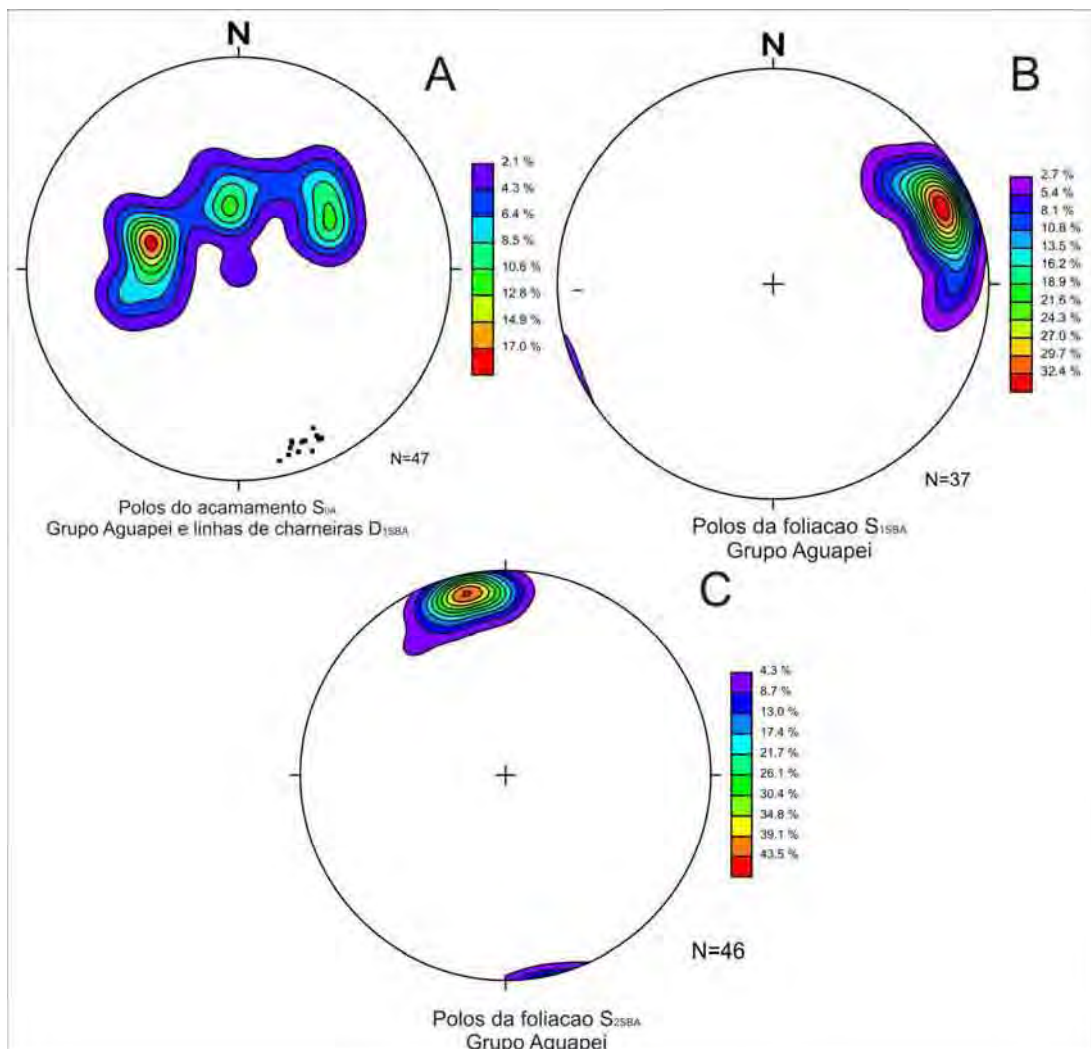 N
A
2.1 %
4.3 %
6.4 %
8.5 %
10.6 %
12.8 %
14.9 %
17.0 %
N=47
Polos do acamamento S0A
Grupo Aguapei e linhas de charneiras D1SBA
N
B
2.7 %
5.4 %
8.1 %
10.8 %
13.5 %
16.2 %
18.9 %
21.6 %
24.3 %
27.0 %
29.7 %
32.4 %
N=37
Polos da foliacao S1SBA
Grupo Aguapei
C
4.3 %
8.7 %
13.0 %
17.4 %
21.7 %
26.1 %
30.4 %
34.8 %
39.1 %
43.5 %
N=46
Polos da foliacao S2SBA
Grupo Aguapei